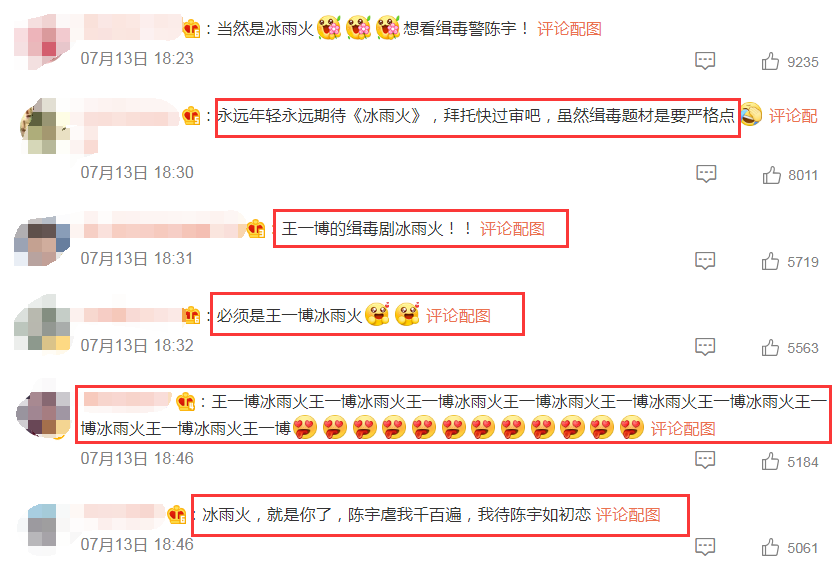 ：当然是冰雨火想看缉毒警陈宇！评论配图
07月13日 18:23
9235
：永远年轻永远期待《冰雨火》，拜托快过审吧，虽然缉毒题材是要严格点 评论配
07月13日 18:30
8011
：王一博的缉毒剧冰雨火！！评论配图
07月13日 18:31
5719
：必须是王一博冰雨火 评论配图
07月13日 18:32
5563
：王一博冰雨火王一博冰雨火王一博冰雨火王一博冰雨火王一博冰雨火王一博冰雨火王一
博冰雨火王一博冰雨火王一博 评论配图
07月13日 18:46
5184
：冰雨火，就是你了，陈宇虐我千百遍，我待陈宇如初恋 评论配图
07月13日 18:46
5061